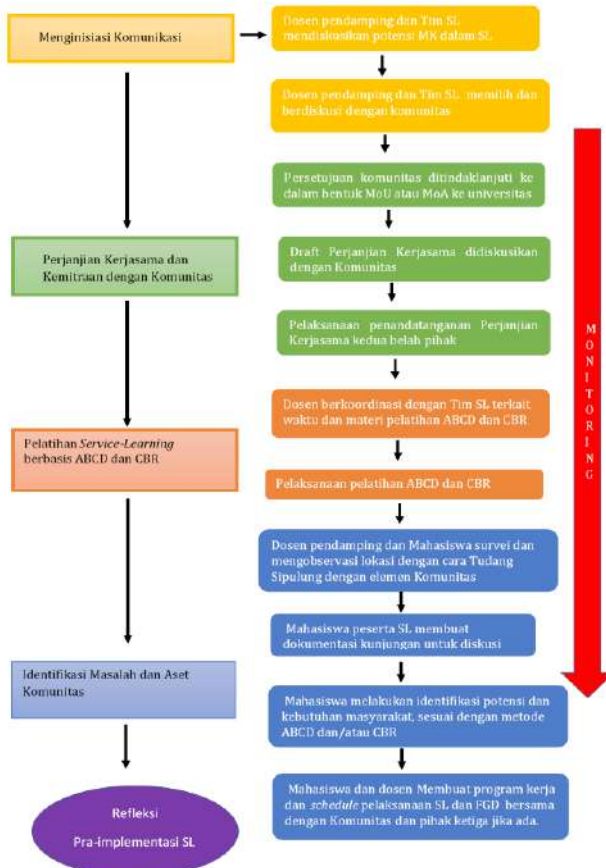 Menginisiasi Komunikasi
Dosen pendamping dan Tim SL
mendiskusikan potensi MK dalam SL
Dosen pendamping dan Tim SL memilih dan
berdiskusi dengan komunitas
Persetujuan komunitas ditindaklanjuti ke
dalam bentuk MoU atau MoA ke universitas
Perjanjian Kerjasama dan
Kemitruan dengan Komunitas
Draft Perjanjian Kerjasama didiskusikan
dengan Komunitas
Pelaksanaan penandatanganan Perjanjian
Kerjasama kedua belah pihak
Dosen berkoordinasi dengan Tim SL terkait
waktu dan materi pelatihan ABCD dan CBR
Pelatihan Service-Learning
berbasis ABCD dan CBR
Pelaksanaan pelatihan ABCD dan CBR
Dosen pendamping dan Mahasiswa survei dan
mengobservasi lokasi dengan cara Tudang
Sipulung dengan elemen Komunitas
Mahasiswa peserta SL membuat
dokumentasi kunjungan untuk diskusi
Identifikasi Masalah dan Aset
Komunitas
Mahasiswa melakukan identifikasi potensi dan
kebutuhan masyarakat, sesuai dengan metode
ABCD dan/atau CBR
Mahasiswa dan dosen Membuat program kerja
dan schedule pelaksanaan SL dan FGD bersama
dengan Komunitas dan pihak ketiga jika ada.
Refleksi
Pra-implementasi SL
MONITORING